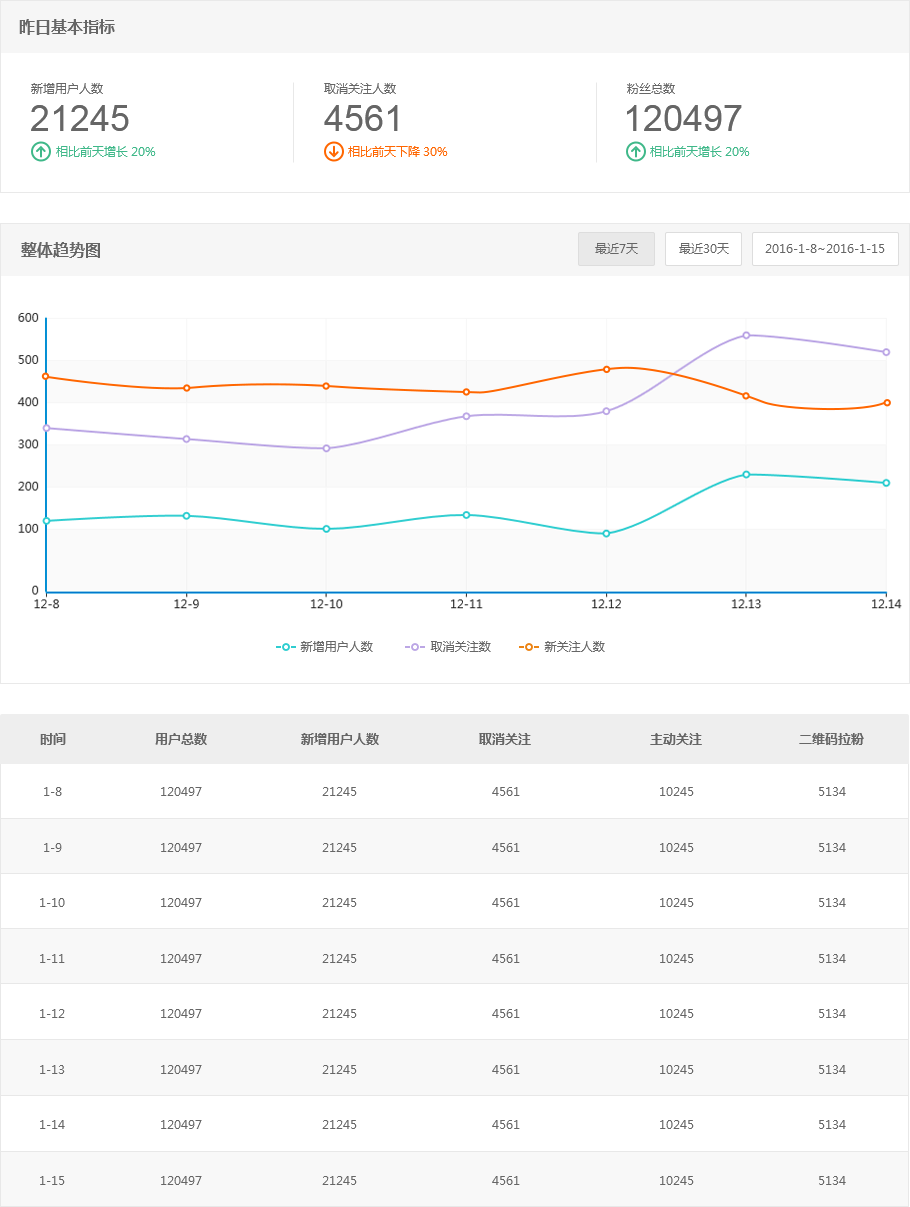 昨日基本指标
新增用户人数 取消关注人数 粉丝总数
21245 4561 120497
相比前天增长 20% 相比前天下降 30% 相比前天增长 20%
整体趋势图 最近7天 最近30天 2016-1-8~2016-1-15
600
500
400
300
200
100
0
12-8 12-9 12-10 12-11 12.12 12.13 12.14
新增用户人数 取消关注数 新关注人数
时间 用户总数 新增用户人数 取消关注 主动关注 二维码拉粉
1-8 120497 21245 4561 10245 5134
1-9 120497 21245 4561 10245 5134
1-10 120497 21245 4561 10245 5134
1-11 120497 21245 4561 10245 5134
1-12 120497 21245 4561 10245 5134
1-13 120497 21245 4561 10245 5134
1-14 120497 21245 4561 10245 5134
1-15 120497 21245 4561 10245 5134